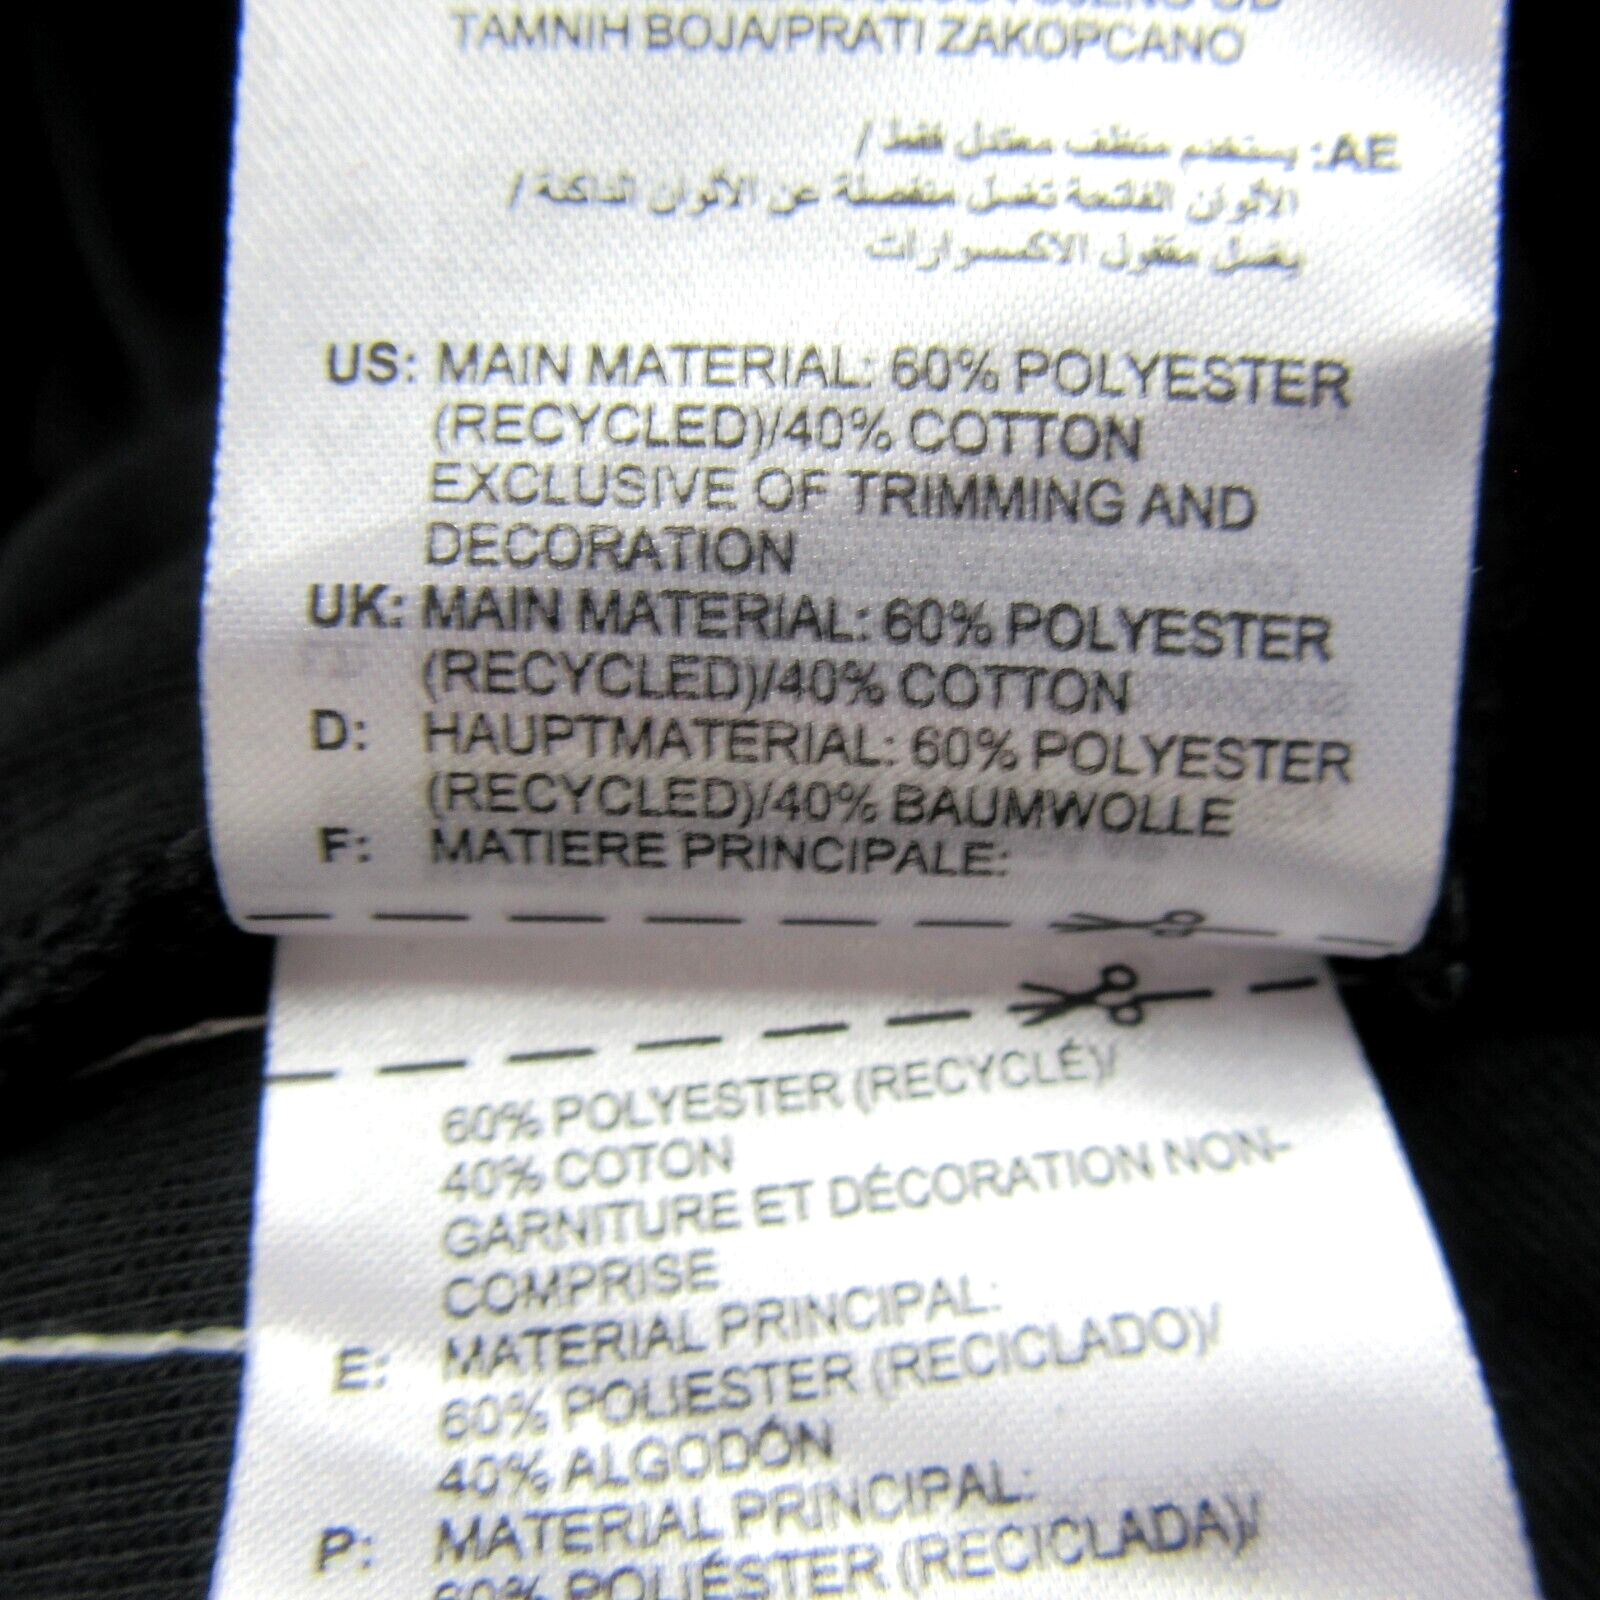 TAMNIH BOJA/PRATI ZAKOPCANO
AE: يستخدم منظف معتدل فقط /
الألوان الفاتحة تغسل منفصلة عن الألوان الداكنة /
يغسل مقفول الاكسسوارات
US: MAIN MATERIAL: 60% POLYESTER
(RECYCLED)/40% COTTON
EXCLUSIVE OF TRIMMING AND
DECORATION
UK: MAIN MATERIAL: 60% POLYESTER
(RECYCLED)/40% COTTON
D: HAUPTMATERIAL: 60% POLYESTER
(RECYCLED)/40% BAUMWOLLE
F: MATIERE PRINCIPALE:
60% POLYESTER (RECYCLÉ)/
40% COTON
GARNITURE ET DÉCORATION NON-
COMPRISE
E: MATERIAL PRINCIPAL:
60% POLIESTER (RECICLADO)/
40% ALGODÓN
P: MATERIAL PRINCIPAL:
60% POLIÉSTER (RECICLADA)/